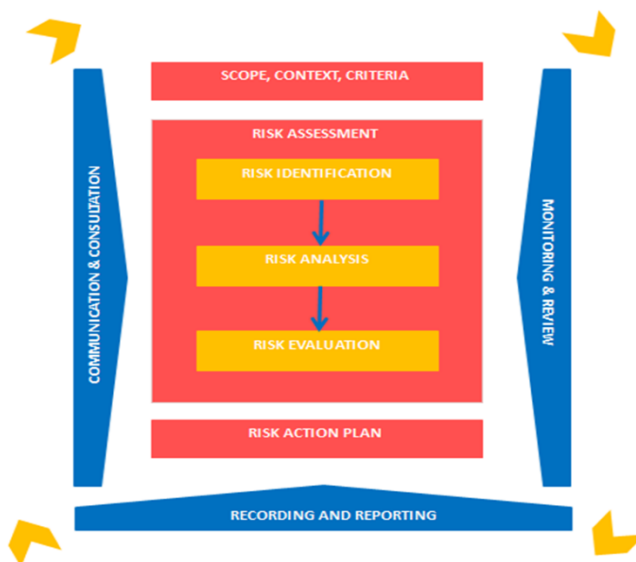 SCOPE, CONTEXT, CRITERIA
RISK ASSESSMENT
RISK IDENTIFICATION
RISK ANALYSIS
RISK EVALUATION
RISK ACTION PLAN
COMMUNICATION & CONSULTATION
MONITORING & REVIEW
RECORDING AND REPORTING